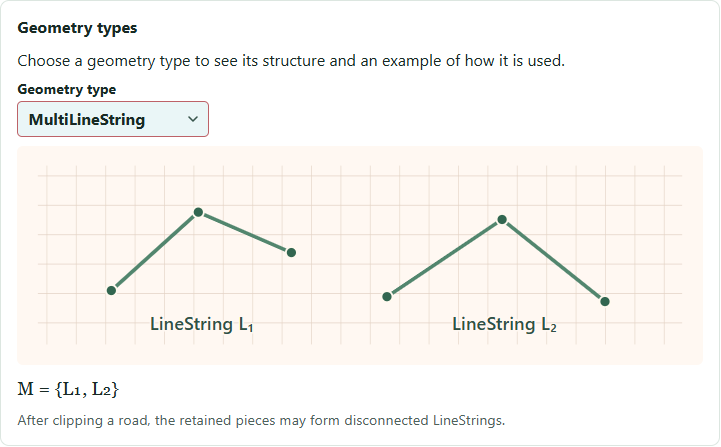 Geometry types
Choose a geometry type to see its structure and an example of how it is used.
Geometry type
MultiLineString
LineString L₁
LineString L₂
M = {L₁, L₂}
After clipping a road, the retained pieces may form disconnected LineStrings.